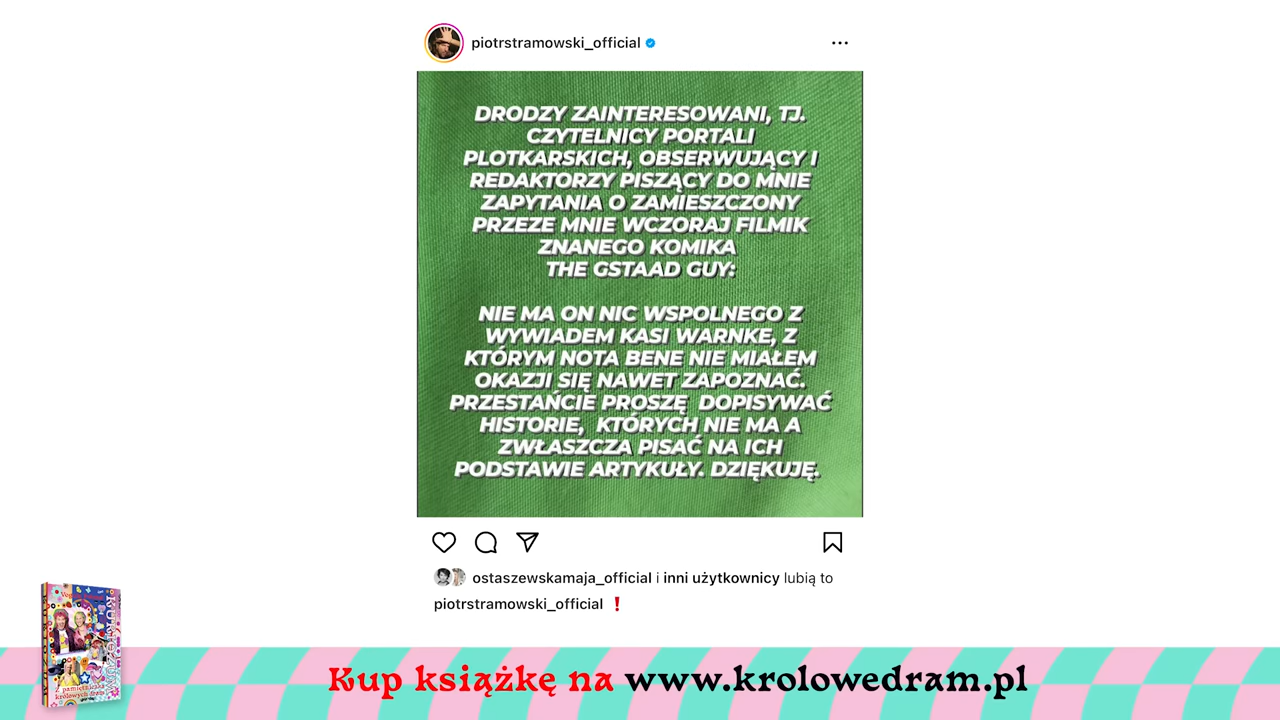 piotrstramowski_official
DRODZY ZAINTERESOWANI, TJ.
CZYTELNICY PORTALI
PLOTKARSKICH, OBSERWUJĄCY I
REDAKTORZY PISZĄCY DO MNIE
ZAPYTANIA O ZAMIESZCZONY
PRZEZE MNIE WCZORAJ FILMIK
ZNANEGO KOMIKA
THE GSTAAD GUY:
NIE MA ON NIC WSPOLNEGO Z
WYWIADEM KASI WARNKE, Z
KTÓRYM NOTA BENE NIE MIAŁEM
OKAZJI SIĘ NAWET ZAPOZNAĆ.
PRZESTAŃCIE PROSZĘ DOPISYWAĆ
HISTORIE, KTÓRYCH NIE MA A
ZWŁASZCZA PISAĆ NA ICH
PODSTAWIE ARTYKUŁY. DZIĘKUJĘ.
ostaszewskamaja_official i inni użytkownicy lubią to
piotrstramowski_official ❗
Z pamiętniczka
królowych dram
Kup książkę na www.krolowedram.pl